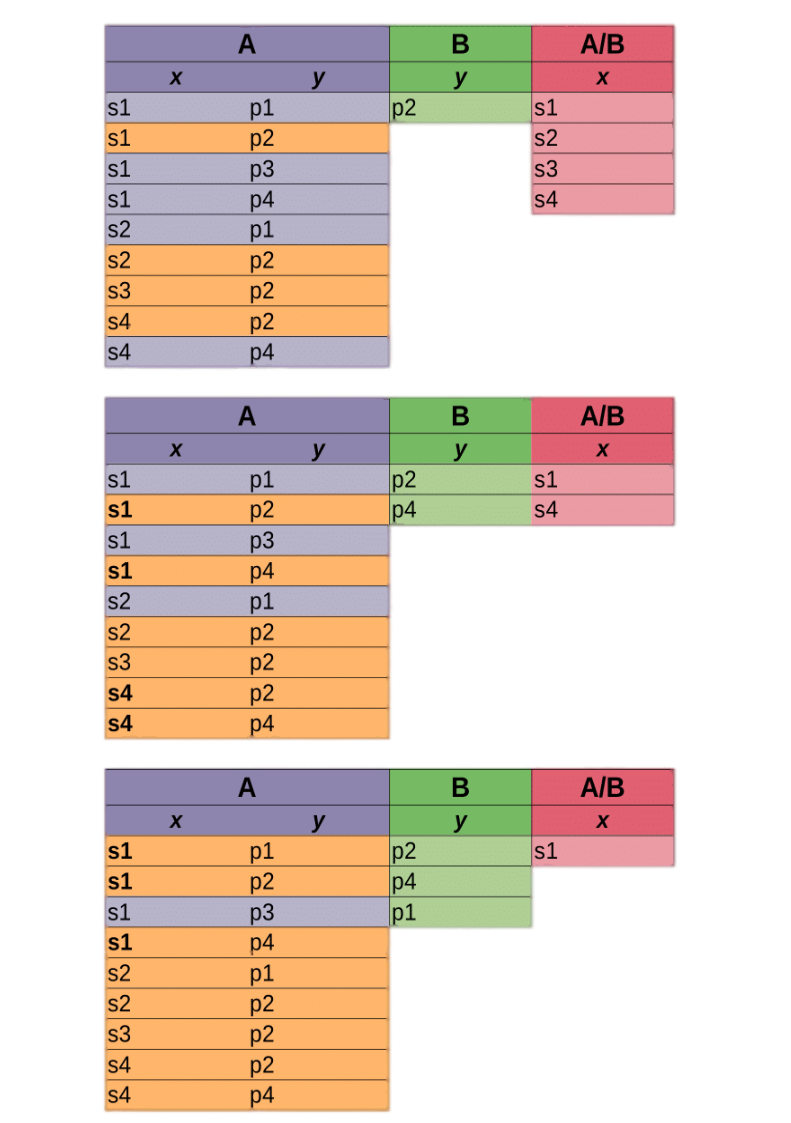 A B A/B
x y y x
s1 p1 p2 s1
s1 p2 s2
s1 p3 s3
s1 p4 s4
s2 p1
s2 p2
s3 p2
s4 p2
s4 p4
A B A/B
x y y x
s1 p1 p2 s1
s1 p2 p4 s4
s1 p3
s1 p4
s2 p1
s2 p2
s3 p2
s4 p2
s4 p4
A B A/B
x y y x
s1 p1 p2 s1
s1 p2 p4
s1 p3 p1
s1 p4
s2 p1
s2 p2
s3 p2
s4 p2
s4 p4